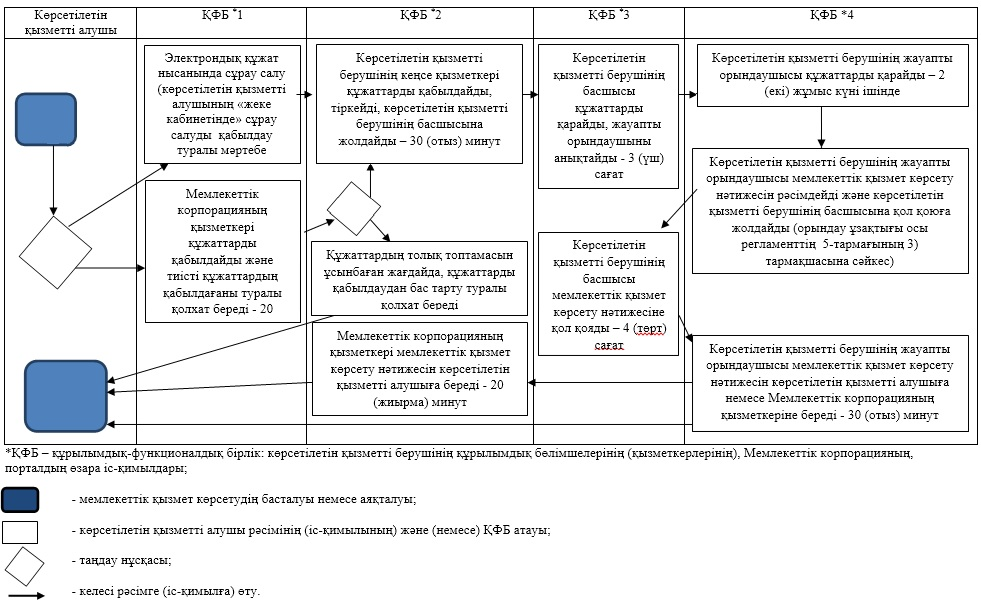 Көрсетілетін
қызметті алушы
ҚФБ *1
ҚФБ *2
ҚФБ *3
ҚФБ *4
Электрондық құжат
нысанында сұрау салу
(көрсетілетін қызметті
алушының «жеке
кабинетінде» сұрау
салуды қабылдау
туралы мәртебе
Мемлекеттік
корпорацияның
қызметкері
құжаттарды
қабылдайды және
тиісті құжаттардың
қабылдағаны туралы
қолхат береді - 20
Көрсетілетін қызметті
берушінің кеңсе қызметкері
құжаттарды қабылдайды,
тіркейді, көрсетілетін қызметті
берушінің басшысына
жолдайды – 30 (отыз) минут
Құжаттардың толық топтамасын
ұсынбаған жағдайда, құжаттарды
қабылдаудан бас тарту туралы
қолхат береді
Мемлекеттік корпорацияның
қызметкері мемлекеттік қызмет
көрсету нәтижесін көрсетілетін
қызметті алушыға береді - 20
(жиырма) минут
Көрсетілетін
қызметті берушінің
басшысы
құжаттарды
қарайды, жауапты
орындаушыны
анықтайды - 3 (үш)
сағат
Көрсетілетін
қызметті берушінің
басшысы
мемлекеттік қызмет
көрсету нәтижесіне
қол қояды – 4 (төрт)
сағат
Көрсетілетін қызметті берушінің жауапты
орындаушысы құжаттарды қарайды – 2
(екі) жұмыс күні ішінде
Көрсетілетін қызметті берушінің жауапты
орындаушысы мемлекеттік қызмет көрсету
нәтижесін рәсімдейді және көрсетілетін
қызметті берушінің басшысына қол қоюға
жолдайды (орындау ұзақтығы осы
регламенттің 5-тармағының 3)
тармақшасына сәйкес)
Көрсетілетін қызметті берушінің жауапты
орындаушысы мемлекеттік қызмет көрсету
нәтижесін көрсетілетін қызметті алушыға
немесе Мемлекеттік корпорацияның
қызметкеріне береді - 30 (отыз) минут
*ҚФБ – құрылымдық-функционалдық бірлік: көрсетілетін қызметті берушінің құрылымдық бөлімшелерінің (қызметкерлерінің), Мемлекеттік корпорацияның,
порталдың өзара іс-қимылдары;
- мемлекеттік қызмет көрсетудің басталуы немесе аяқталуы;
- көрсетілетін қызметті алушы рәсімінің (іс-қимылының) және (немесе) ҚФБ атауы;
- таңдау нұсқасы;
- келесі рәсімге (іс-қимылға) өту.